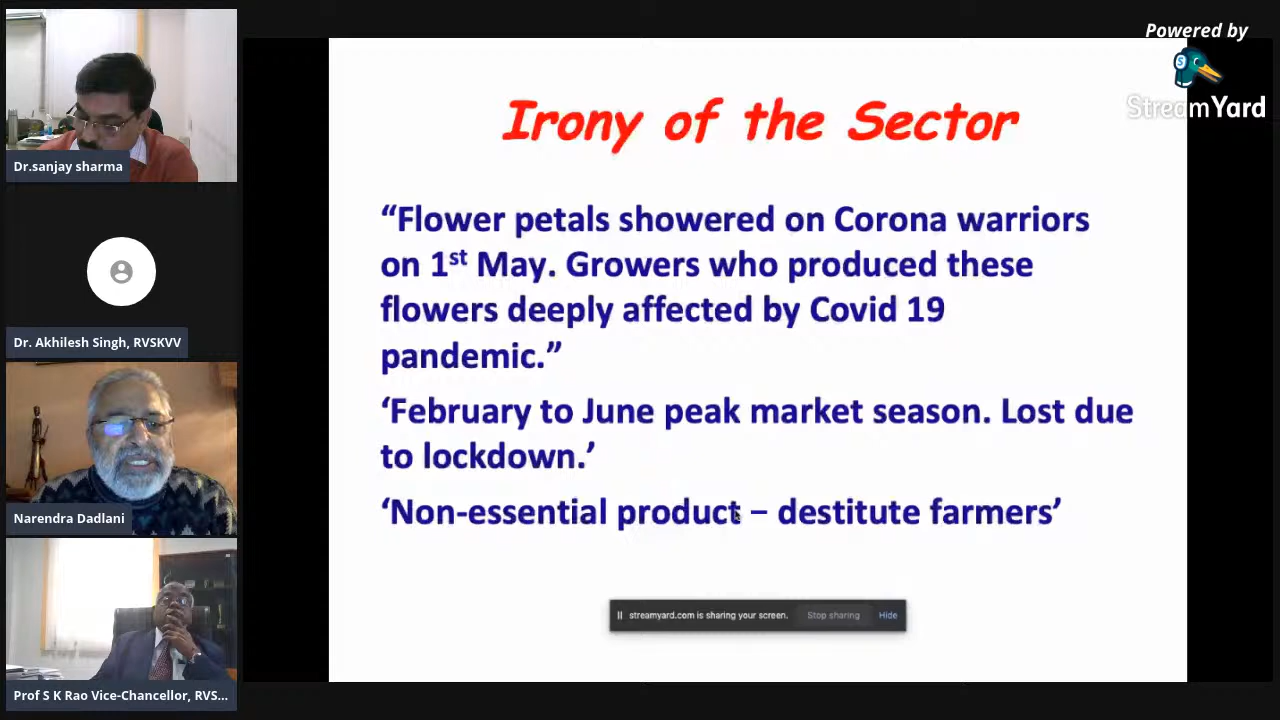 Powered by
StreamYard
Irony of the Sector
“Flower petals showered on Corona warriors
on 1st May. Growers who produced these
flowers deeply affected by Covid 19
pandemic.”
‘February to June peak market season. Lost due
to lockdown.’
‘Non-essential product – destitute farmers’
streamyard.com is sharing your screen. Stop sharing Hide
Dr.sanjay sharma
Dr. Akhilesh Singh, RVSKVV
Narendra Dadlani
Prof S K Rao Vice-Chancellor, RVS...